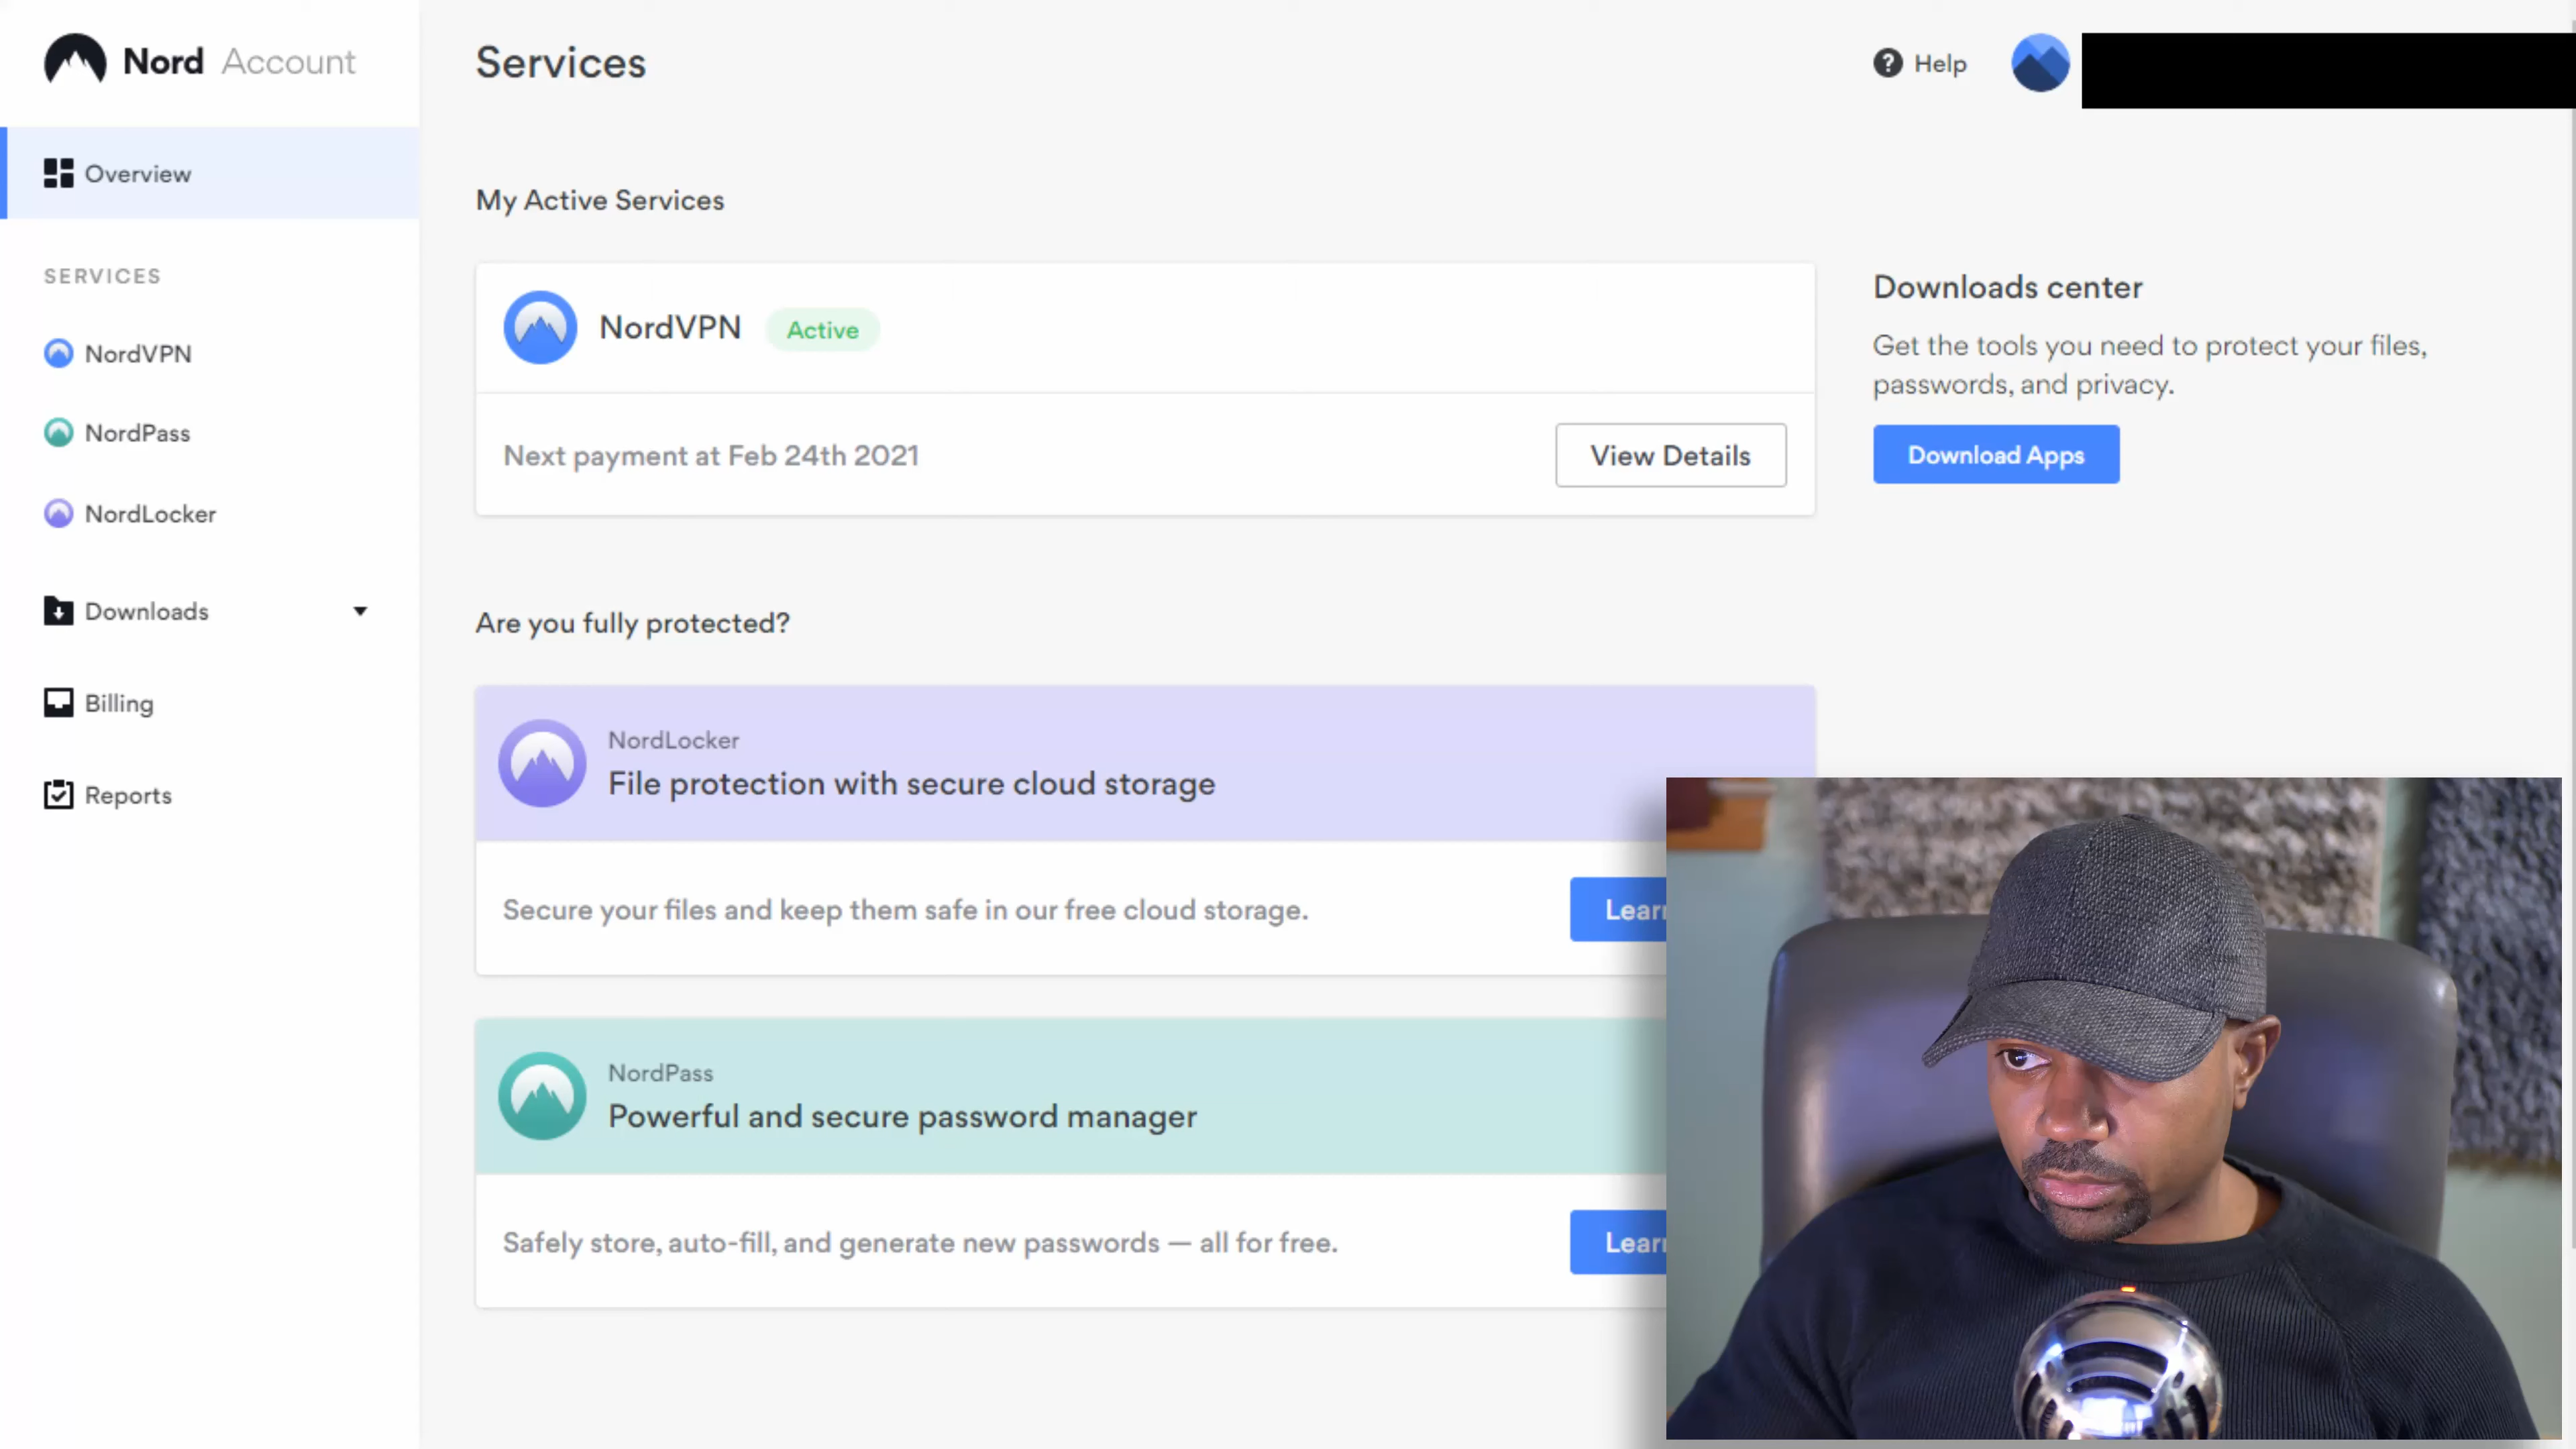 Nord Account
Services
Help
Overview
My Active Services
SERVICES
NordVPN
NordPass
NordLocker
Downloads
Billing
Reports
NordVPN Active
Next payment at Feb 24th 2021
View Details
Downloads center
Get the tools you need to protect your files,
passwords, and privacy.
Download Apps
Are you fully protected?
NordLocker
File protection with secure cloud storage
Secure your files and keep them safe in our free cloud storage.
NordPass
Powerful and secure password manager
Safely store, auto-fill, and generate new passwords — all for free.